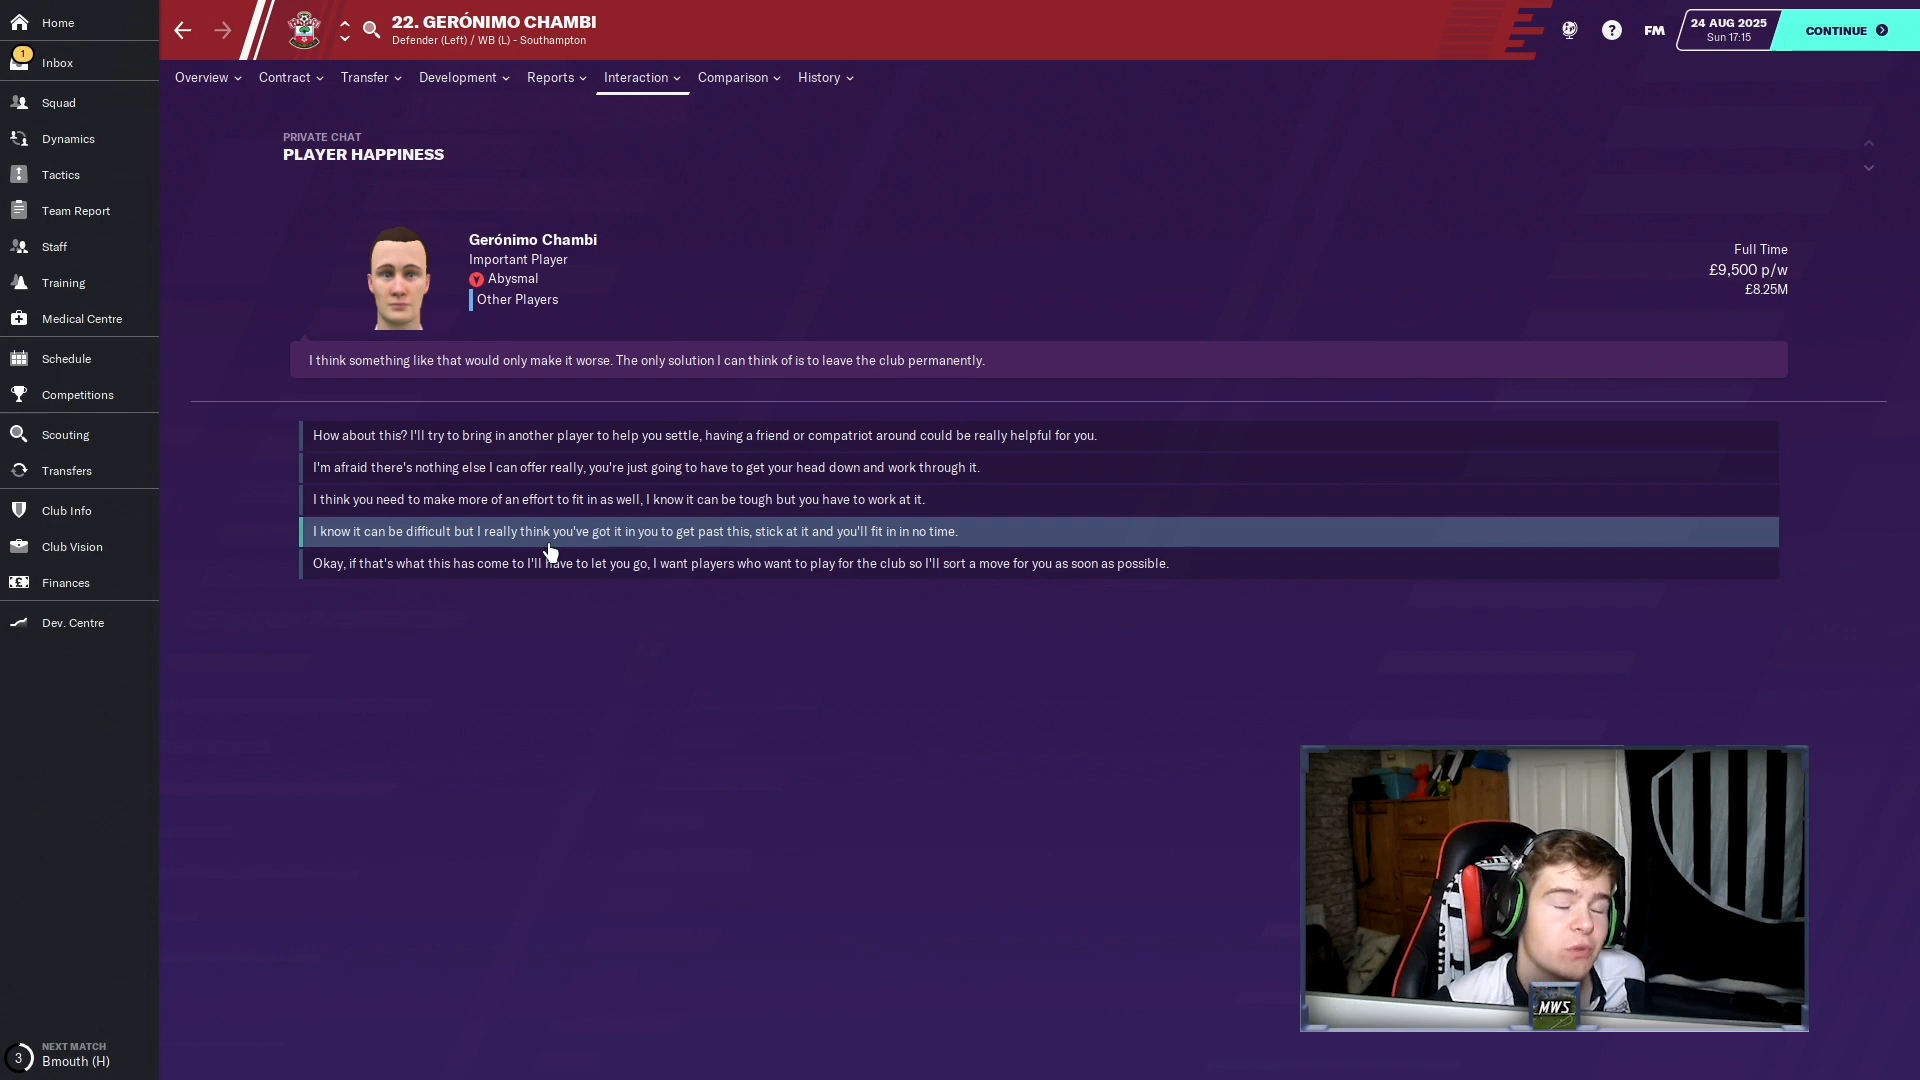 Home
1
Inbox
Squad
Dynamics
Tactics
Team Report
Staff
Training
Medical Centre
Schedule
Competitions
Scouting
Transfers
Club Info
Club Vision
Finances
Dev. Centre
3
NEXT MATCH
Bmouth (H)
22. GERÓNIMO CHAMBI
Defender (Left) / WB (L) - Southampton
?
FM
24 AUG 2025
Sun 17:15
CONTINUE
Overview
Contract
Transfer
Development
Reports
Interaction
Comparison
History
PRIVATE CHAT
PLAYER HAPPINESS
Gerónimo Chambi
Important Player
Abysmal
Other Players
Full Time
£9,500 p/w
£8.25M
I think something like that would only make it worse. The only solution I can think of is to leave the club permanently.
How about this? I'll try to bring in another player to help you settle, having a friend or compatriot around could be really helpful for you.
I'm afraid there's nothing else I can offer really, you're just going to have to get your head down and work through it.
I think you need to make more of an effort to fit in as well, I know it can be tough but you have to work at it.
I know it can be difficult but I really think you've got it in you to get past this, stick at it and you'll fit in in no time.
Okay, if that's what this has come to I'll have to let you go, I want players who want to play for the club so I'll sort a move for you as soon as possible.
MWS